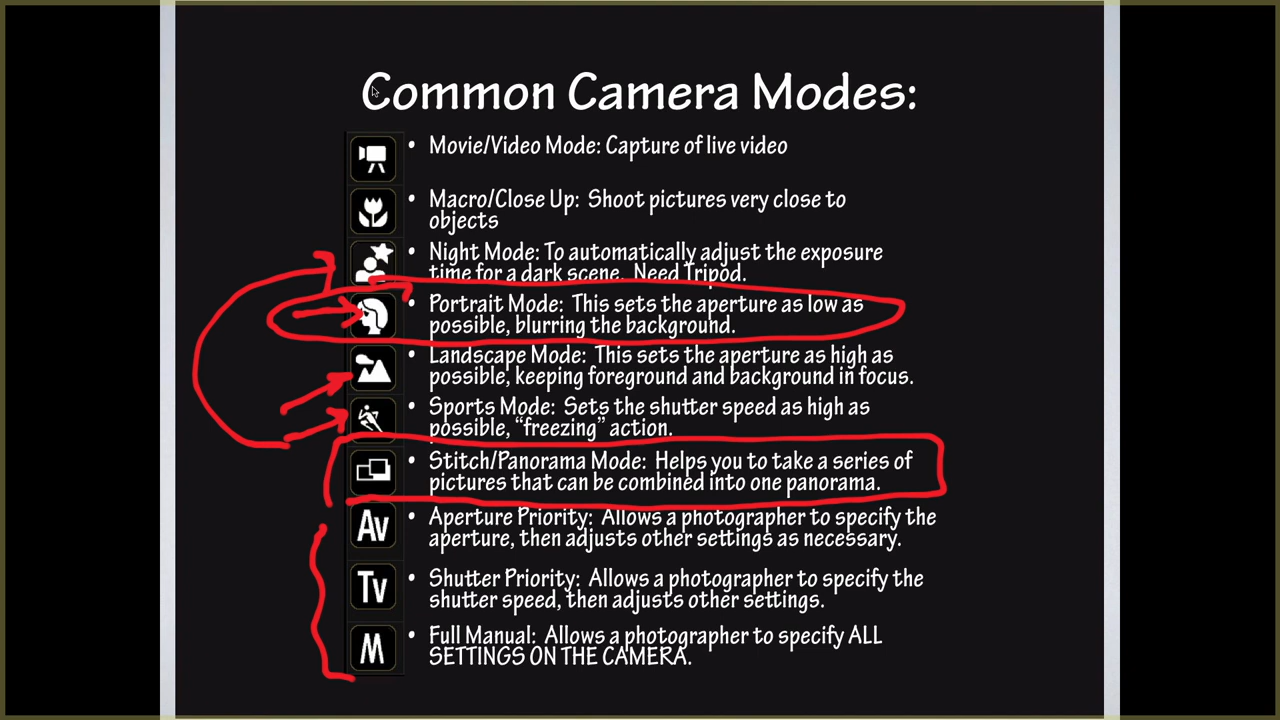 Common Camera Modes:
• Movie/Video Mode: Capture of live video
• Macro/Close Up: Shoot pictures very close to
objects
• Night Mode: To automatically adjust the exposure
time for a dark scene. Need Tripod.
• Portrait Mode: This sets the aperture as low as
possible, blurring the background.
• Landscape Mode: This sets the aperture as high as
possible, keeping foreground and background in focus.
• Sports Mode: Sets the shutter speed as high as
possible, “freezing” action.
• Stitch/Panorama Mode: Helps you to take a series of
pictures that can be combined into one panorama.
Av
• Aperture Priority: Allows a photographer to specify the
aperture, then adjusts other settings as necessary.
Tv
• Shutter Priority: Allows a photographer to specify the
shutter speed, then adjusts other settings.
M
• Full Manual: Allows a photographer to specify ALL
SETTINGS ON THE CAMERA.